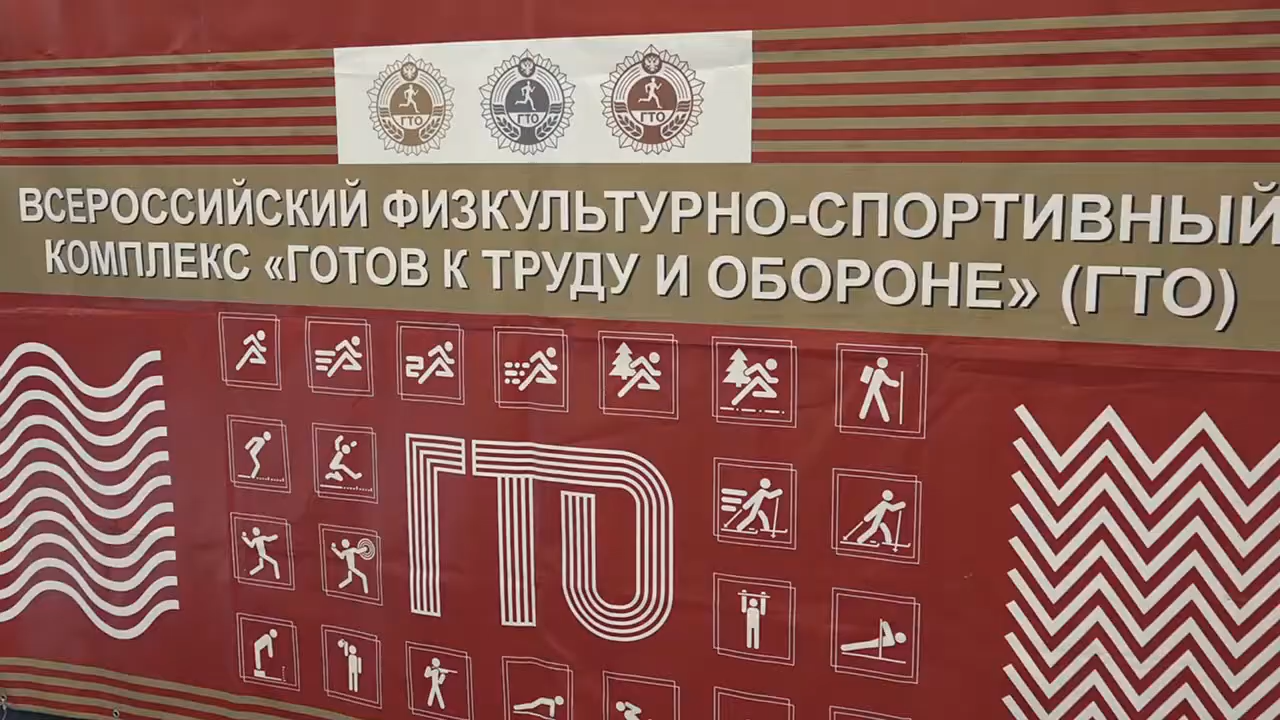 ГТО ГТО ГТО
ВСЕРОССИЙСКИЙ ФИЗКУЛЬТУРНО-СПОРТИВНЫЙ
КОМПЛЕКС «ГОТОВ К ТРУДУ И ОБОРОНЕ» (ГТО)
ГТО